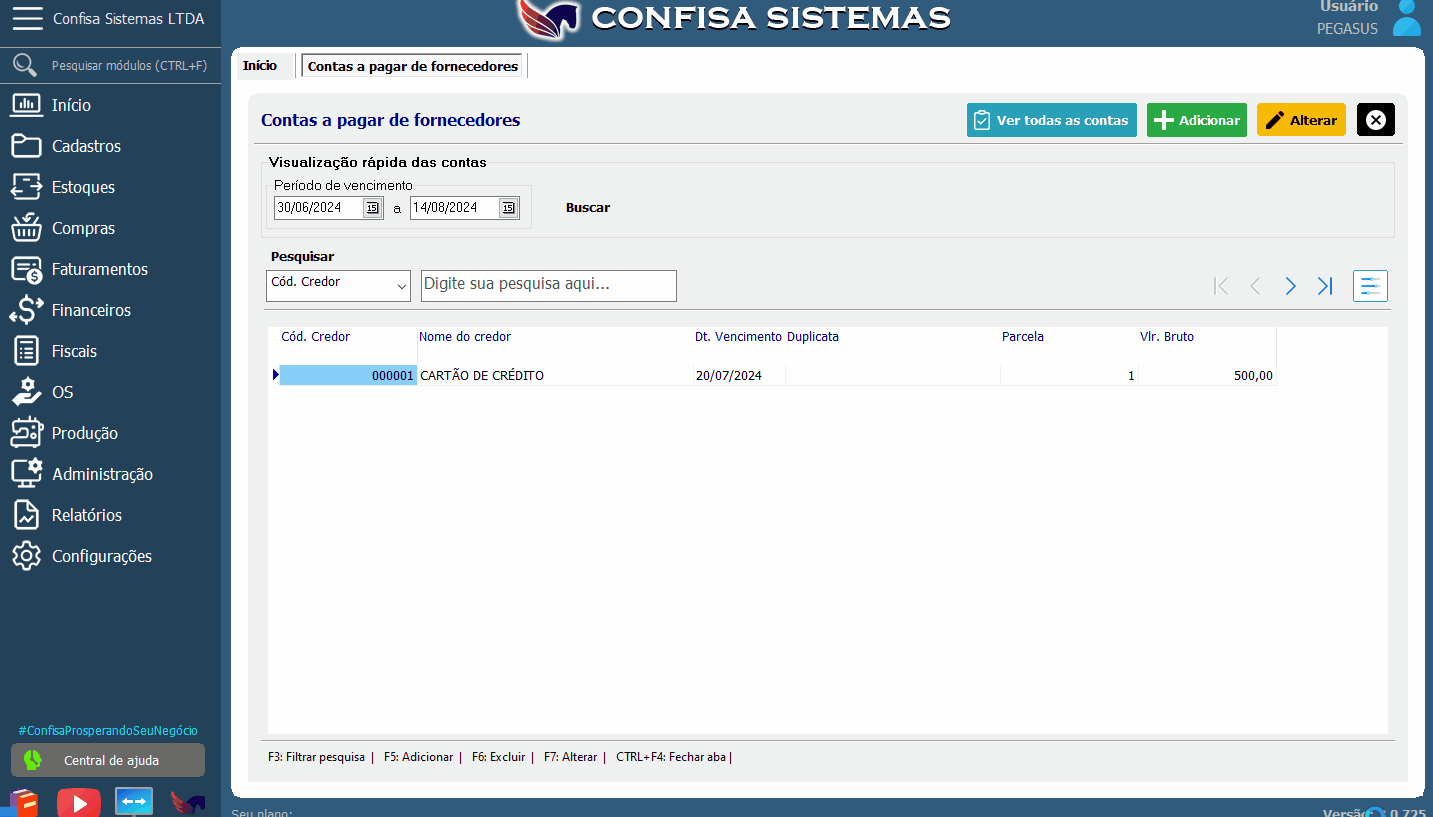 Confisa Sistemas LTDA
CONFISA SISTEMAS
Usuário
PEGASUS
Pesquisar módulos (CTRL+F)
Início
Cadastros
Estoques
Compras
Faturamentos
Financeiros
Fiscais
OS
Produção
Administração
Relatórios
Configurações
#ConfisaProsperandoSeuNegócio
Central de ajuda
Início
Contas a pagar de fornecedores
Contas a pagar de fornecedores
Ver todas as contas
Adicionar
Alterar
Visualização rápida das contas
Período de vencimento
30/06/2024 15 a 14/08/2024 15
Buscar
Pesquisar
Cód. Credor
Digite sua pesquisa aqui...
Cód. Credor Nome do credor Dt. Vencimento Duplicata Parcela Vlr. Bruto
000001 CARTÃO DE CRÉDITO 20/07/2024 1 500,00
F3: Filtrar pesquisa | F5: Adicionar | F6: Excluir | F7: Alterar | CTRL+F4: Fechar aba |
Seu plano:
0.725